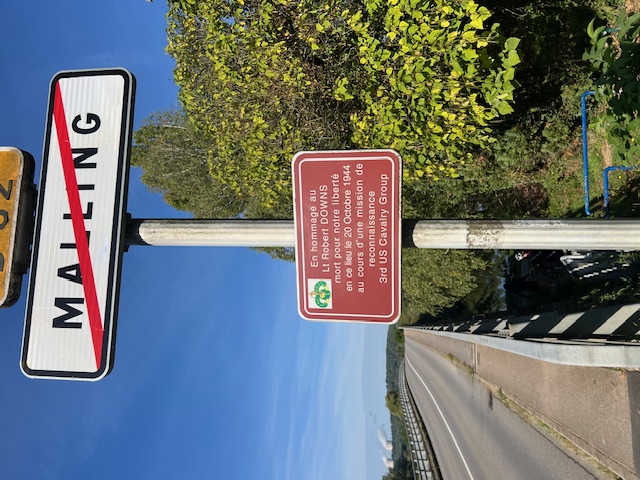 D62
MALLING
En hommage au
Lt Robert DOWNS
mort pour notre liberté
en ce lieu le 20 Octobre 1944
au cours d'une mission de
reconnaissance
3rd US Cavalry Group